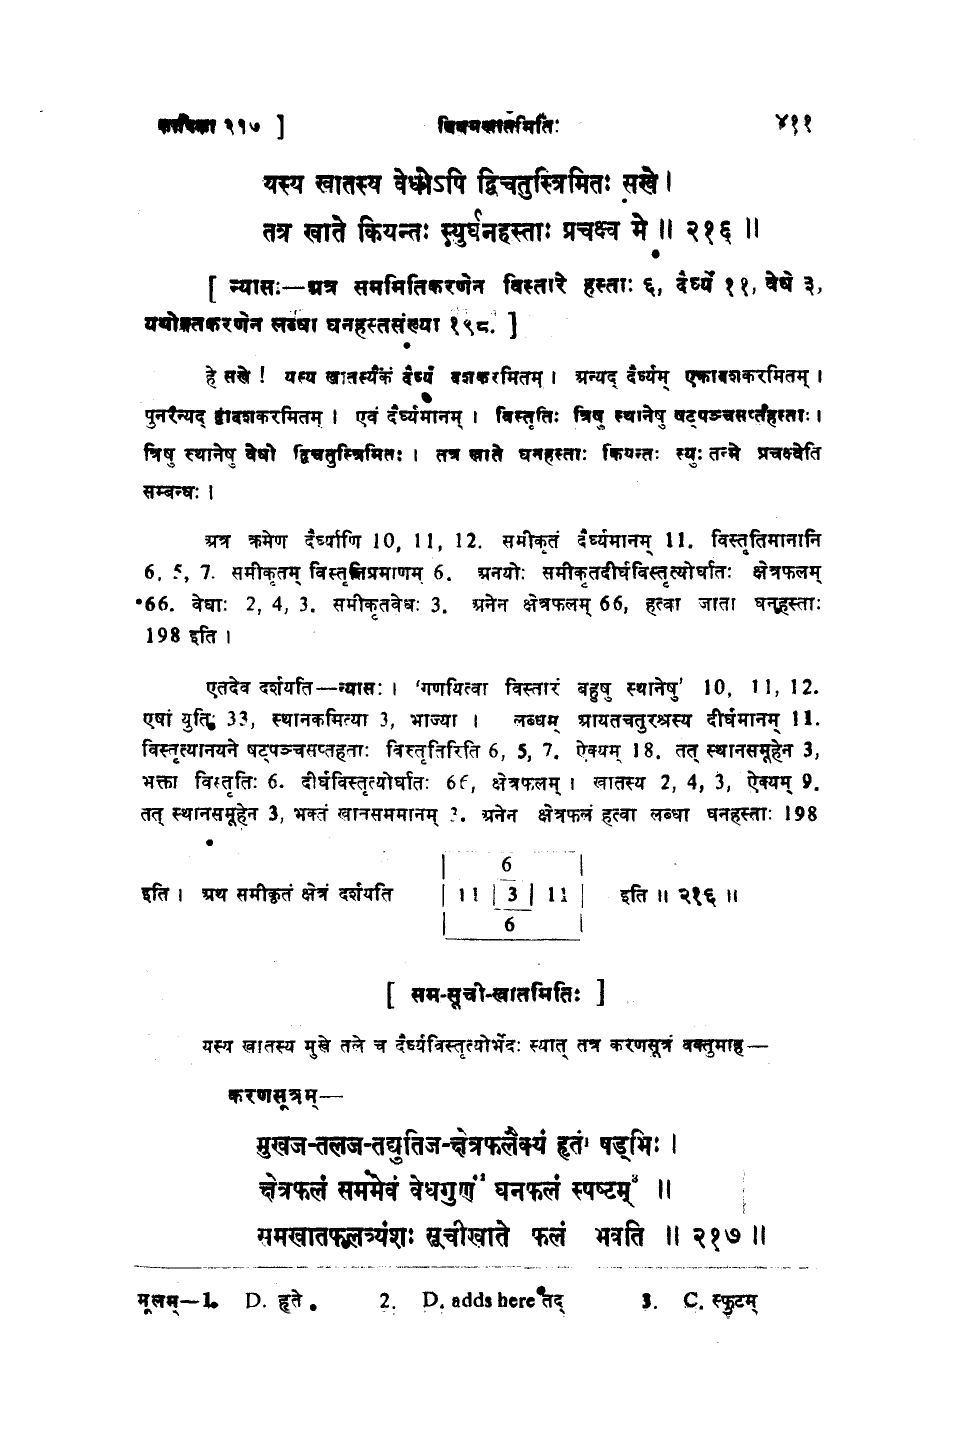 कारिका २१७ ] विषमखातमितिः ४११
यस्य खातस्य वेधोऽपि द्विचतुस्त्रिमितः सखे ।
तत्र खाते कियन्तः स्युर्घनहस्ताः प्रचक्ष्व मे ॥ २१६ ॥
[ न्यासः—अत्र सममितिकरणेन विस्तारे हस्ताः ६, दैर्घ्ये ११, वेधे ३,
यथोक्तकरणेन लब्धा घनहस्तसंख्या १९८. ]
हे सखे ! यस्य खातस्यैकं दैर्घ्यं दशकरमितम् । अन्यद् दैर्घ्यम् एकादशकरमितम् ।
पुनरन्यद् द्वादशकरमितम् । एवं दैर्घ्यमानम् । विस्तृतिः त्रिषु स्थानेषु षट्पञ्चसप्तहस्ताः ।
त्रिषु स्थानेषु वेधो द्विचतुस्त्रिमितः । तत्र खाते घनहस्ताः कियन्तः स्युः तन्मे प्रचक्ष्वेति
सम्बन्धः ।
अत्र क्रमेण दैर्घ्याणि 10, 11, 12. समीकृतं दैर्घ्यमानम् 11. विस्तृतिमानानि
6, 5, 7. समीकृतम् विस्तृतिप्रमाणम् 6. अनयोः समीकृतदीर्घविस्तृत्योर्घातः क्षेत्रफलम्
66. वेधाः 2, 4, 3. समीकृतवेधः 3. अनेन क्षेत्रफलम् 66, हत्वा जाता घनहस्ताः
198 इति ।
एतदेव दर्शयति—न्यासः । ‘गणयित्वा विस्तारं बहुषु स्थानेषु’ 10, 11, 12.
एषां युतिः 33, स्थानकमित्या 3, भाज्या । लब्धम् आयतचतुरश्रस्य दीर्घमानम् 11.
विस्तृत्यानयने षट्पञ्चसप्तहताः विस्तृतिरिति 6, 5, 7. ऐक्यम् 18. तत् स्थानसमूहेन 3,
भक्ता विस्तृतिः 6. दीर्घविस्तृत्योर्घातः 66, क्षेत्रफलम् । खातस्य 2, 4, 3, ऐक्यम् 9.
तत् स्थानसमूहेन 3, भक्तं खानसममानम् 3. अनेन क्षेत्रफलं हत्वा लब्धा घनहस्ताः 198
6
इति । अथ समीकृतं क्षेत्रं दर्शयति | 11 | 3 | 11 | इति ॥ २१६ ॥
6
[ सम-सूची-खातमितिः ]
यस्य खातस्य मुखे तले च दैर्घ्यविस्तृत्योर्भेदः स्यात् तत्र करणसूत्रं वक्तुमाह—
करणसूत्रम्—
मुखज-तलज-तद्युतिज-क्षेत्रफलैक्यं हृतं¹ षड्भिः ।
क्षेत्रफलं सममेवं वेधगुणं² घनफलं स्पष्टम्³ ॥
समखातफलत्र्यंशः सूचीखाते फलं भवति ॥ २१७ ॥
मूलम्—1. D. हृते. 2. D. adds here तद् 3. C. स्फुटम्